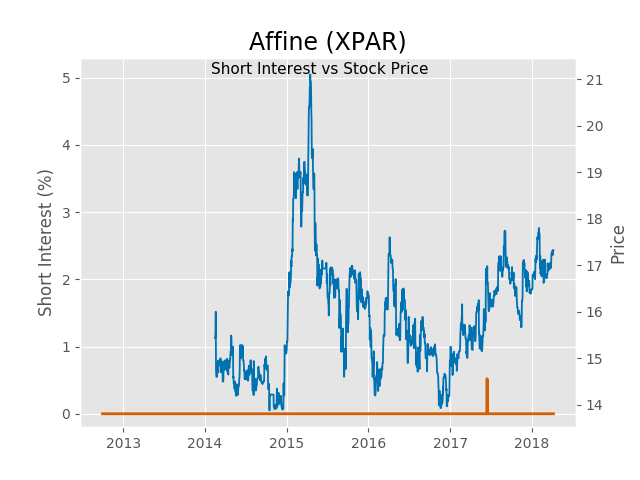 Affine (XPAR)
Short Interest vs Stock Price
Short Interest (%)
5
4
3
2
1
0
21
20
19
18
17
16
15
14
Price
2013 2014 2015 2016 2017 2018